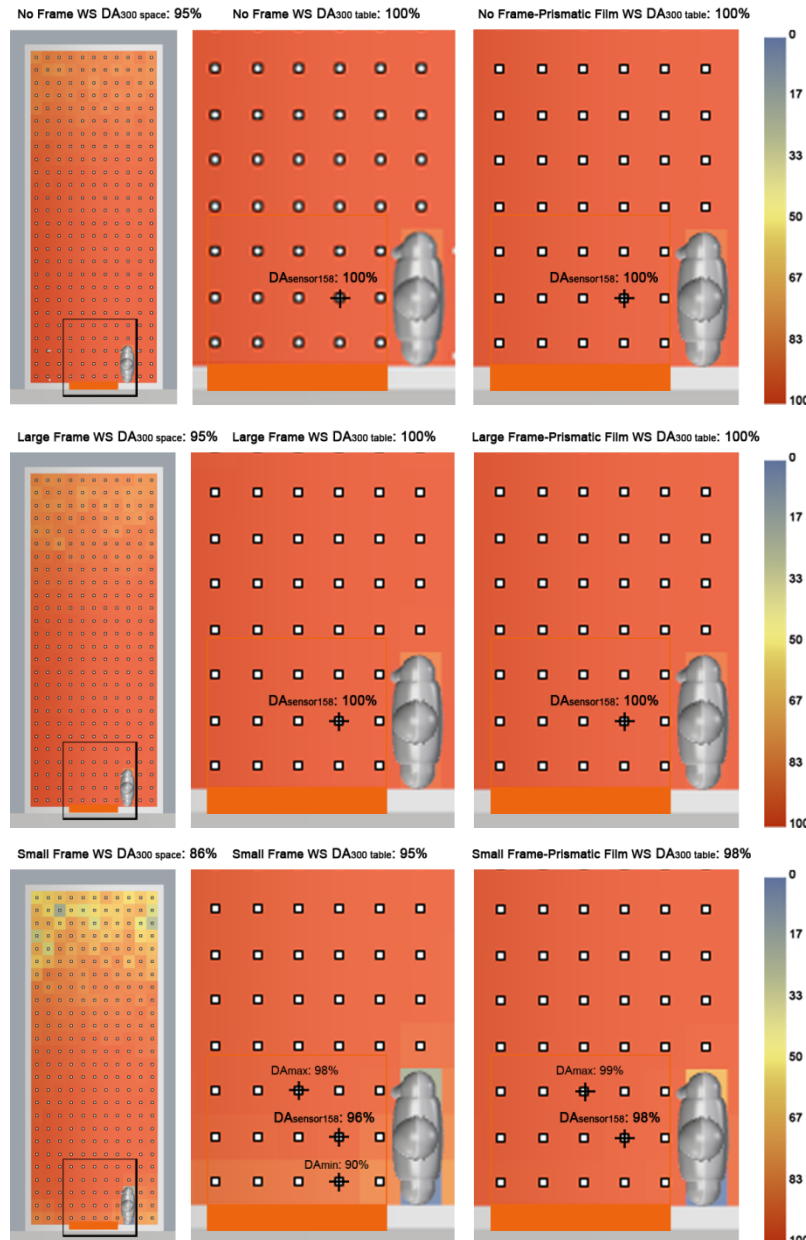 No Frame WS DA300 space: 95%
No Frame WS DA300 table: 100%
No Frame-Prismatic Film WS DA300 table: 100%
DAsensor158: 100%
DAsensor158: 100%
0
17
33
50
67
83
100
Large Frame WS DA300 space: 95%
Large Frame WS DA300 table: 100%
Large Frame-Prismatic Film WS DA300 table: 100%
DAsensor158: 100%
DAsensor158: 100%
0
17
33
50
67
83
100
Small Frame WS DA300 space: 86%
Small Frame WS DA300 table: 95%
Small Frame-Prismatic Film WS DA300 table: 98%
DAmax: 98%
DAsensor158: 96%
DAmin: 90%
DAmax: 99%
DAsensor158: 98%
0
17
33
50
67
83
100